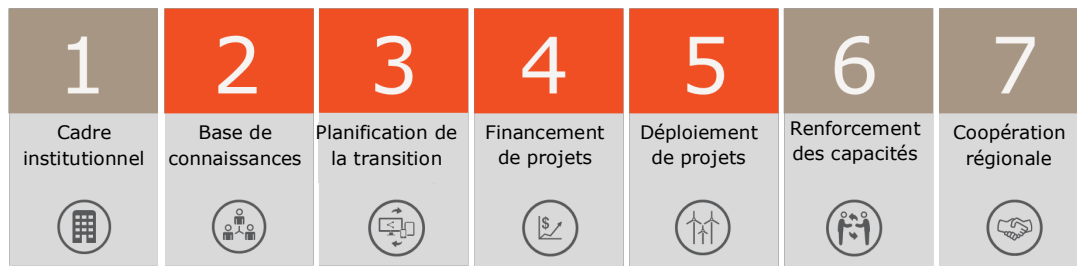 1
Cadre
institutionnel
2
Base de
connaissances
3
Planification de
la transition
4
Financement
de projets
$
5
Déploiement
de projets
6
Renforcement
des capacités
7
Coopération
régionale